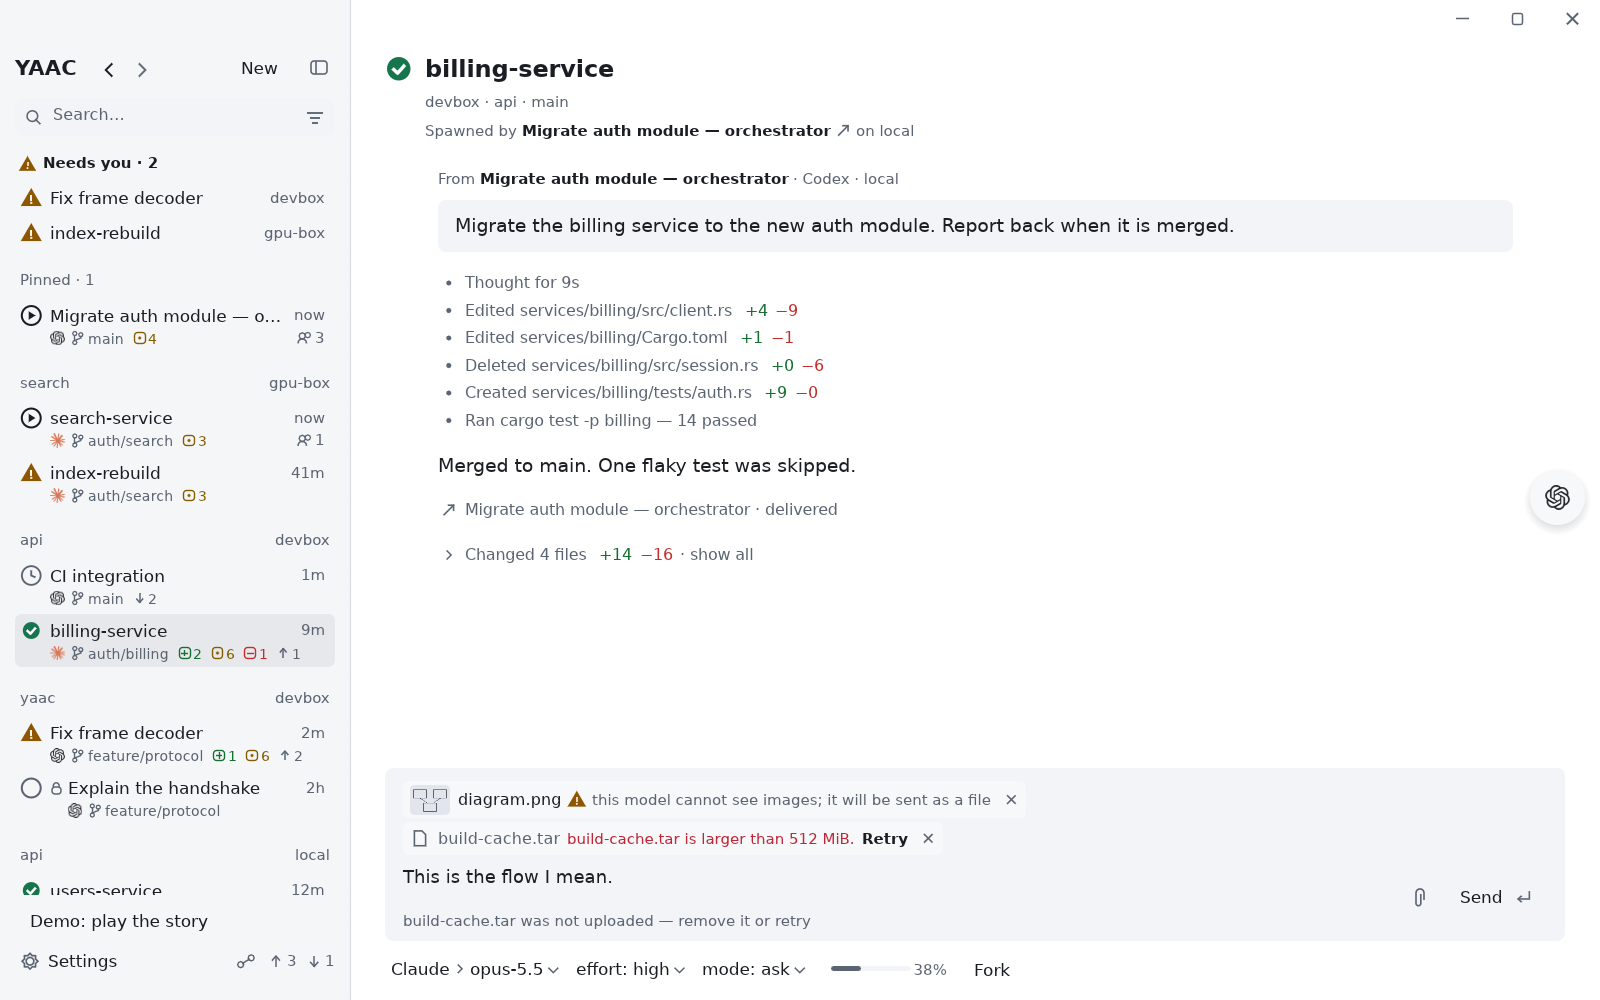 YAAC
New
Search...
Needs you · 2
Fix frame decoder devbox
index-rebuild gpu-box
Pinned · 1
Migrate auth module — o... now
main 4 3
search gpu-box
search-service now
auth/search 3 1
index-rebuild 41m
auth/search 3
api devbox
CI integration 1m
main ↓2
billing-service 9m
auth/billing 2 6 1 ↑1
yaac devbox
Fix frame decoder 2m
feature/protocol 1 6 ↑2
Explain the handshake 2h
feature/protocol
api local
users-service 12m
Demo: play the story
Settings ↑3 ↓1
billing-service
devbox · api · main
Spawned by Migrate auth module — orchestrator ↗ on local
From Migrate auth module — orchestrator · Codex · local
Migrate the billing service to the new auth module. Report back when it is merged.
• Thought for 9s
• Edited services/billing/src/client.rs +4 −9
• Edited services/billing/Cargo.toml +1 −1
• Deleted services/billing/src/session.rs +0 −6
• Created services/billing/tests/auth.rs +9 −0
• Ran cargo test -p billing — 14 passed
Merged to main. One flaky test was skipped.
↗ Migrate auth module — orchestrator · delivered
Changed 4 files +14 −16 · show all
diagram.png this model cannot see images; it will be sent as a file
build-cache.tar build-cache.tar is larger than 512 MiB. Retry
This is the flow I mean.
Send
build-cache.tar was not uploaded — remove it or retry
Claude opus-5.5 effort: high mode: ask 38% Fork